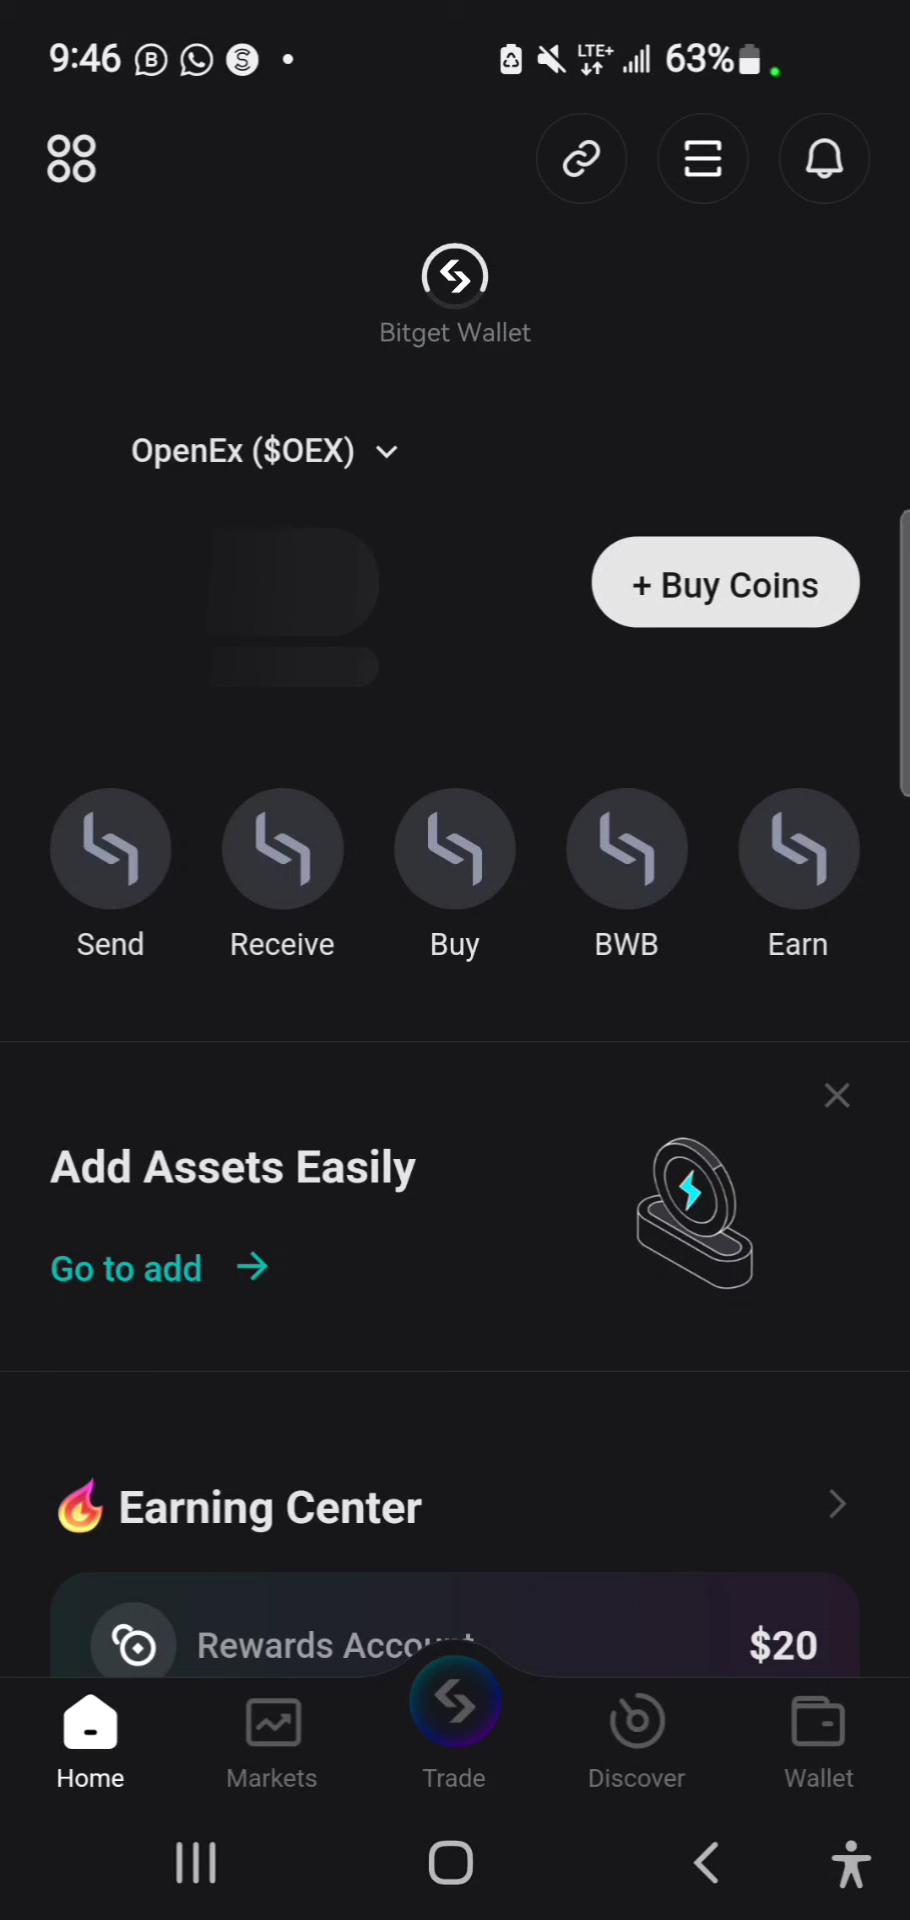 9:46
LTE+
63%
Bitget Wallet
OpenEx ($OEX)
+ Buy Coins
Send
Receive
Buy
BWB
Earn
Add Assets Easily
Go to add
Earning Center
Rewards Account
$20
Home
Markets
Trade
Discover
Wallet